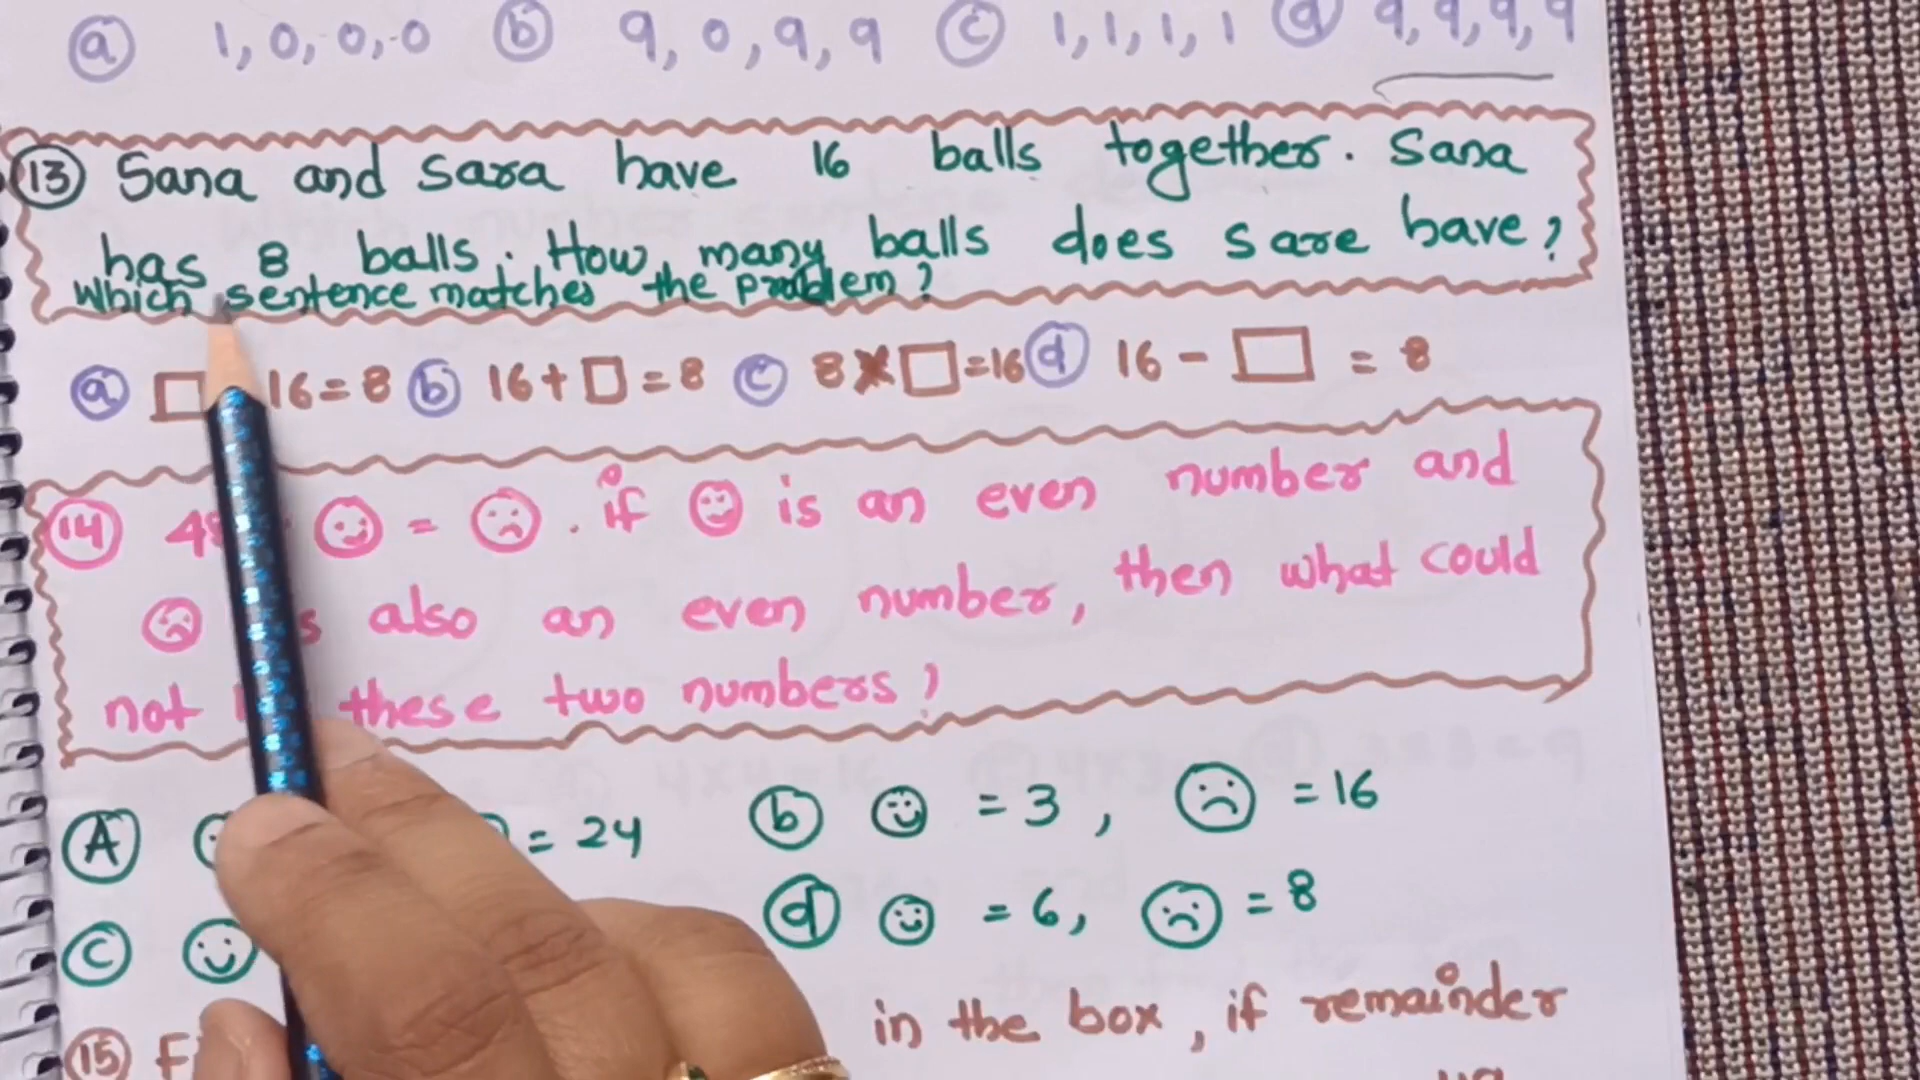 ⓐ 1, 0, 0, 0 ⓑ 9, 0, 9, 9 ⓒ 1, 1, 1, 1 ⓓ 9, 9, 9, 9
⑬ Sana and Sara have 16 balls together. Sana
has 8 balls. How many balls does Sare have?
Which sentence matches the problem?
ⓐ □ 16 = 8 ⓑ 16 + □ = 8 ⓒ 8 × □ = 16 ⓓ 16 - □ = 8
⑭ 48 ☺ = ☹. if ☺ is an even number and
☹ is also an even number, then what could
not these two numbers?
Ⓐ = 24 ⓑ ☺ = 3, ☹ = 16
ⓒ ☺ ⓓ ☺ = 6, ☹ = 8
⑮ in the box, if remainder